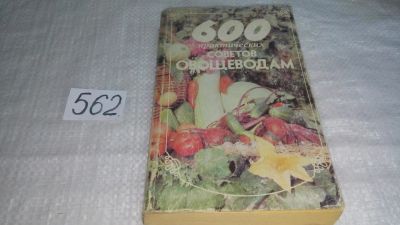 600
практических
СОВЕТОВ
ОВОЩЕВОДАМ
562